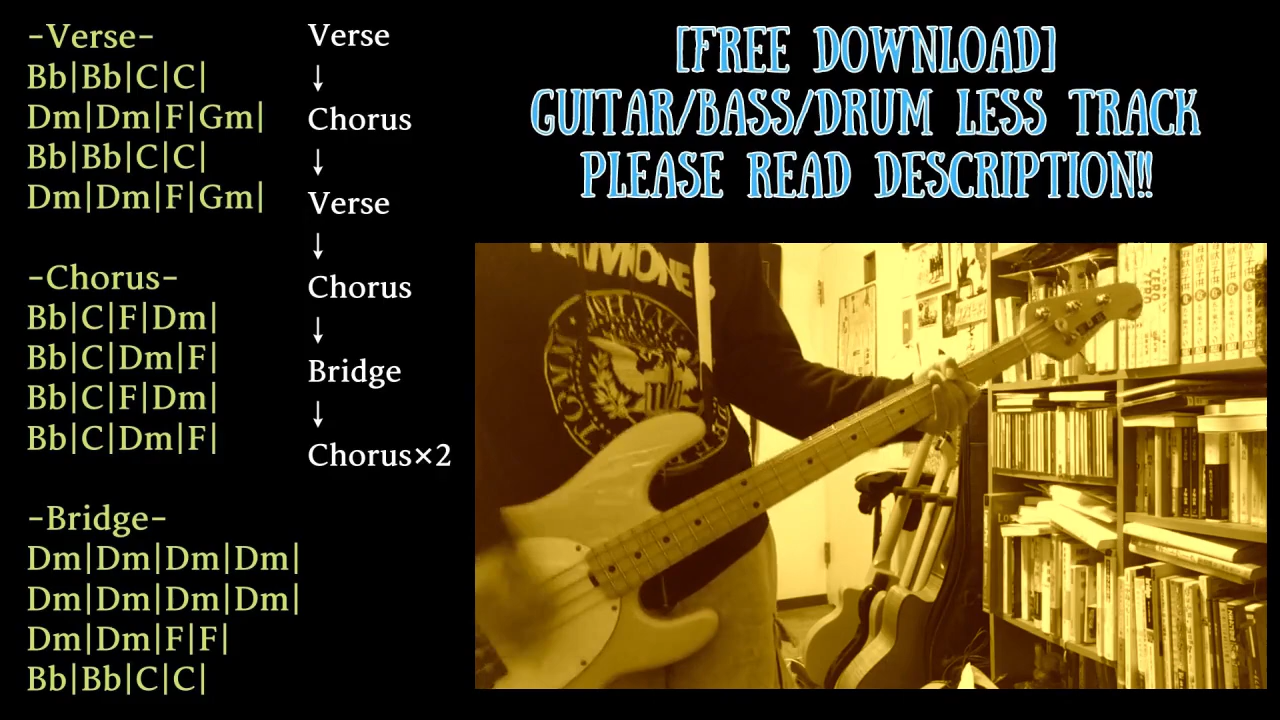 -Verse-
Bb|Bb|C|C|
Dm|Dm|F|Gm|
Bb|Bb|C|C|
Dm|Dm|F|Gm|
-Chorus-
Bb|C|F|Dm|
Bb|C|Dm|F|
Bb|C|F|Dm|
Bb|C|Dm|F|
-Bridge-
Dm|Dm|Dm|Dm|
Dm|Dm|Dm|Dm|
Dm|Dm|F|F|
Bb|Bb|C|C|
Verse
↓
Chorus
↓
Verse
↓
Chorus
↓
Bridge
↓
Chorus×2
[FREE DOWNLOAD]
GUITAR/BASS/DRUM LESS TRACK
PLEASE READ DESCRIPTION!!
RAMONES